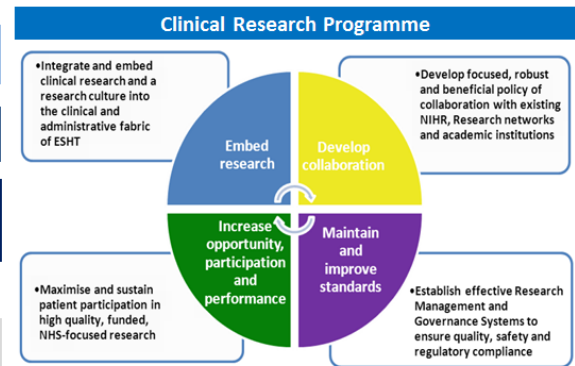 Clinical Research Programme
•Integrate and embed
clinical research and a
research culture into
the clinical and
administrative fabric
of ESHT
•Develop focused, robust
and beneficial policy of
collaboration with existing
NIHR, Research networks
and academic institutions
Embed
research
Develop
collaboration
Increase
opportunity,
participation
and
performance
Maintain
and
improve
standards
•Maximise and sustain
patient participation in
high quality, funded,
NHS-focused research
•Establish effective Research
Management and
Governance Systems to
ensure quality, safety and
regulatory compliance